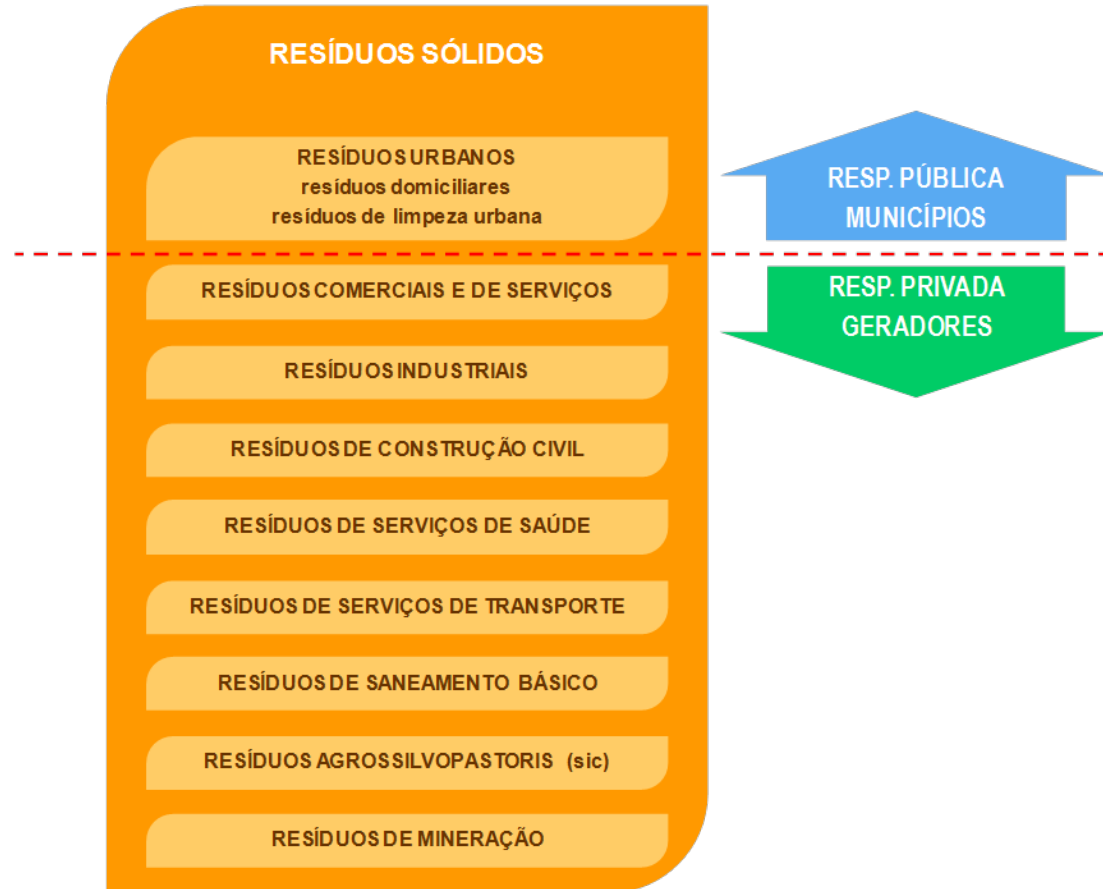 RESÍDUOS SÓLIDOS
RESÍDUOS URBANOS
resíduos domiciliares
resíduos de limpeza urbana
RESP. PÚBLICA
MUNICÍPIOS
RESÍDUOS COMERCIAIS E DE SERVIÇOS
RESP. PRIVADA
GERADORES
RESÍDUOS INDUSTRIAIS
RESÍDUOS DE CONSTRUÇÃO CIVIL
RESÍDUOS DE SERVIÇOS DE SAÚDE
RESÍDUOS DE SERVIÇOS DE TRANSPORTE
RESÍDUOS DE SANEAMENTO BÁSICO
RESÍDUOS AGROSSILVOPASTORIS (sic)
RESÍDUOS DE MINERAÇÃO